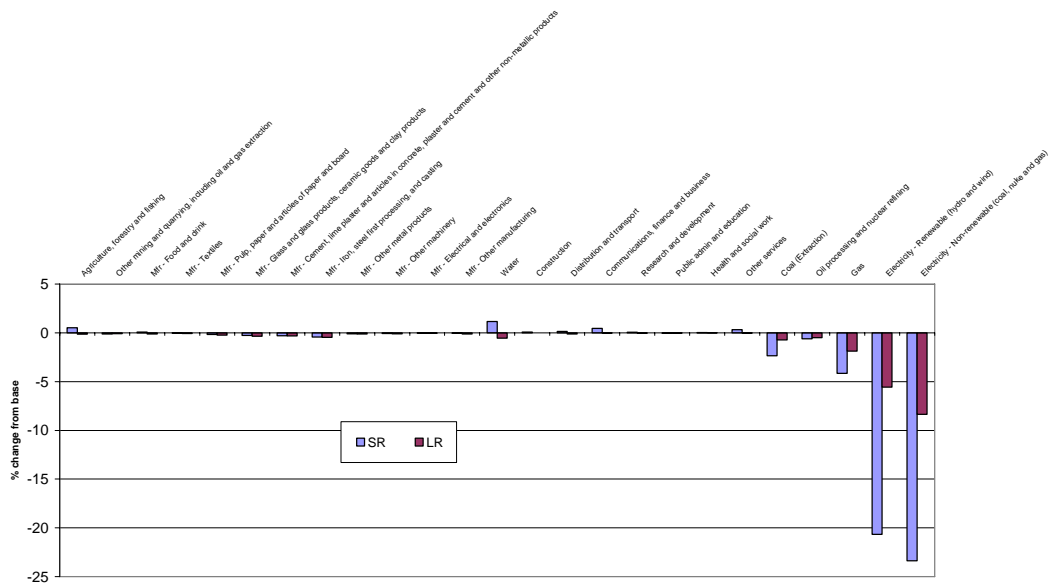 Agriculture, forestry and fishing
Other mining and quarrying, including oil and gas extraction
Mfr - Food and drink
Mfr - Textiles
Mfr - Pulp, paper and articles of paper and board
Mfr - Glass and glass products, ceramic goods and clay products
Mfr - Cement, lime plaster and articles in concrete, plaster and cement and other non-metallic products
Mfr - Iron, steel first processing, and casting
Mfr - Other metal products
Mfr - Other machinery
Mfr - Electrical and electronics
Mfr - Other manufacturing
Water
Construction
Distribution and transport
Communications, finance and business
Research and development
Public admin and education
Health and social work
Other services
Coal (Extraction)
Oil processing and nuclear refining
Gas
Electricity - Renewable (hydro and wind)
Electricity - Non-renewable (coal, nuke and gas)
5
0
-5
-10
-15
-20
-25
% change from base
SR
LR